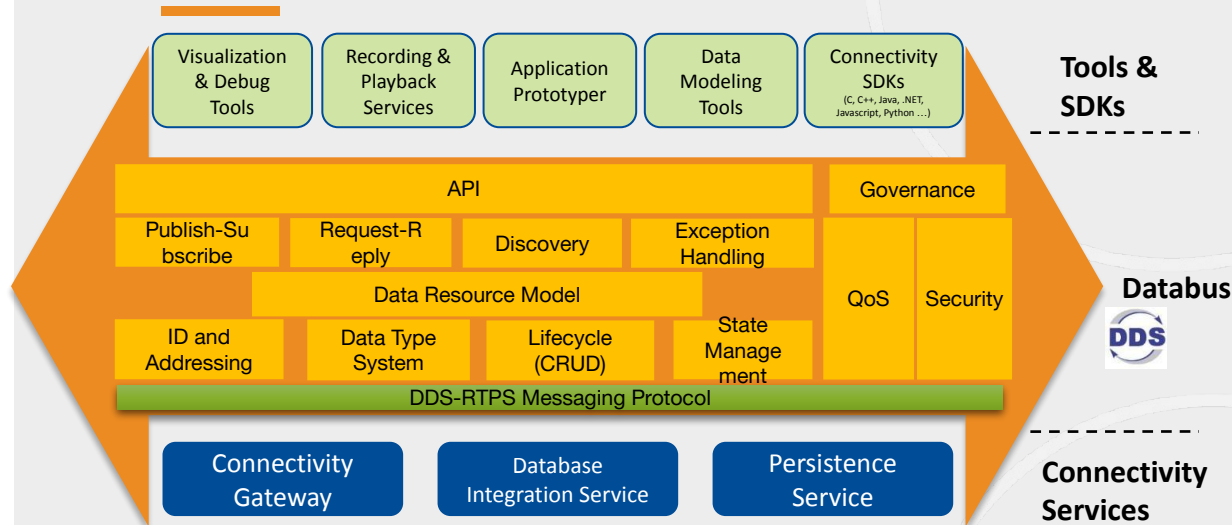 Visualization
& Debug
Tools
Recording &
Playback
Services
Application
Prototyper
Data
Modeling
Tools
Connectivity
SDKs
(C, C++, Java, .NET,
Javascript, Python …)
Tools &
SDKs
API
Governance
Publish-Su
bscribe
Request-R
eply
Discovery
Exception
Handling
Data Resource Model
QoS
Security
ID and
Addressing
Data Type
System
Lifecycle
(CRUD)
State
Manage
ment
DDS-RTPS Messaging Protocol
Databus
DDS
Connectivity
Gateway
Database
Integration Service
Persistence
Service
Connectivity
Services